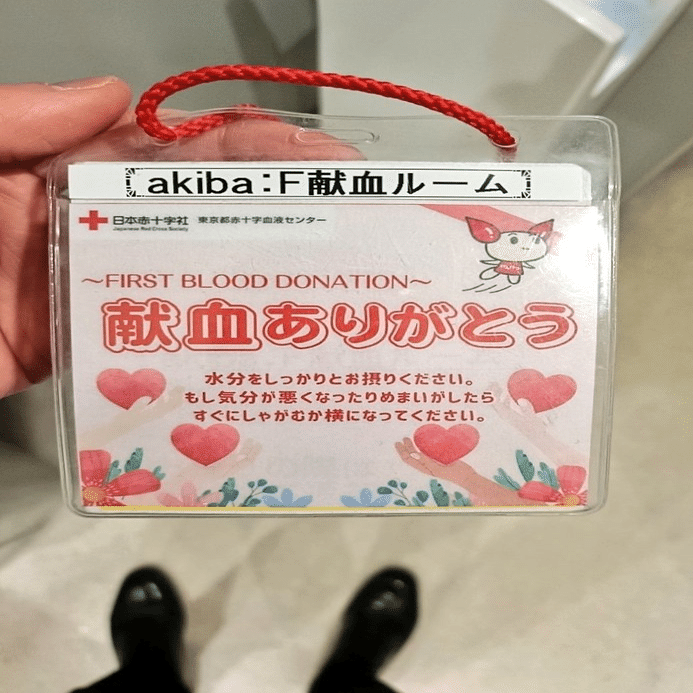 akiba:F献血ルーム
日本赤十字社 東京都赤十字血液センター
Japanese Red Cross Society
～FIRST BLOOD DONATION～
献血ありがとう
水分をしっかりとお摂りください。
もし気分が悪くなったりめまいがしたら
すぐにしゃがむか横になってください。